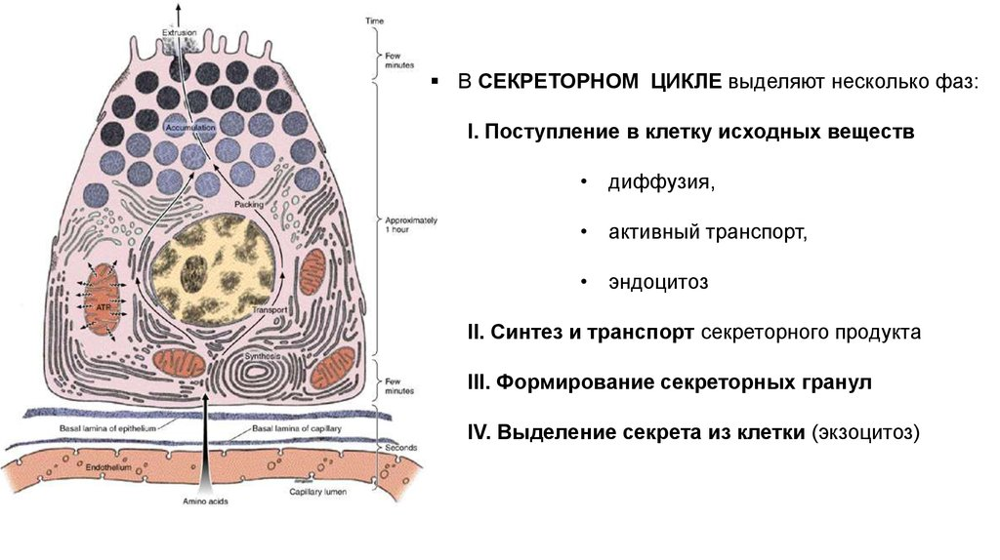 Time
Extrusion
Few
minutes
Accumulation
Packing
Approximately
1 hour
ATP
Transport
Synthesis
Few
minutes
Basal lamina of epithelium
Basal lamina of capillary
Seconds
Endothelium
Capillary lumen
Amino acids
▪ В СЕКРЕТОРНОМ ЦИКЛЕ выделяют несколько фаз:
I. Поступление в клетку исходных веществ
• диффузия,
• активный транспорт,
• эндоцитоз
II. Синтез и транспорт секреторного продукта
III. Формирование секреторных гранул
IV. Выделение секрета из клетки (экзоцитоз)